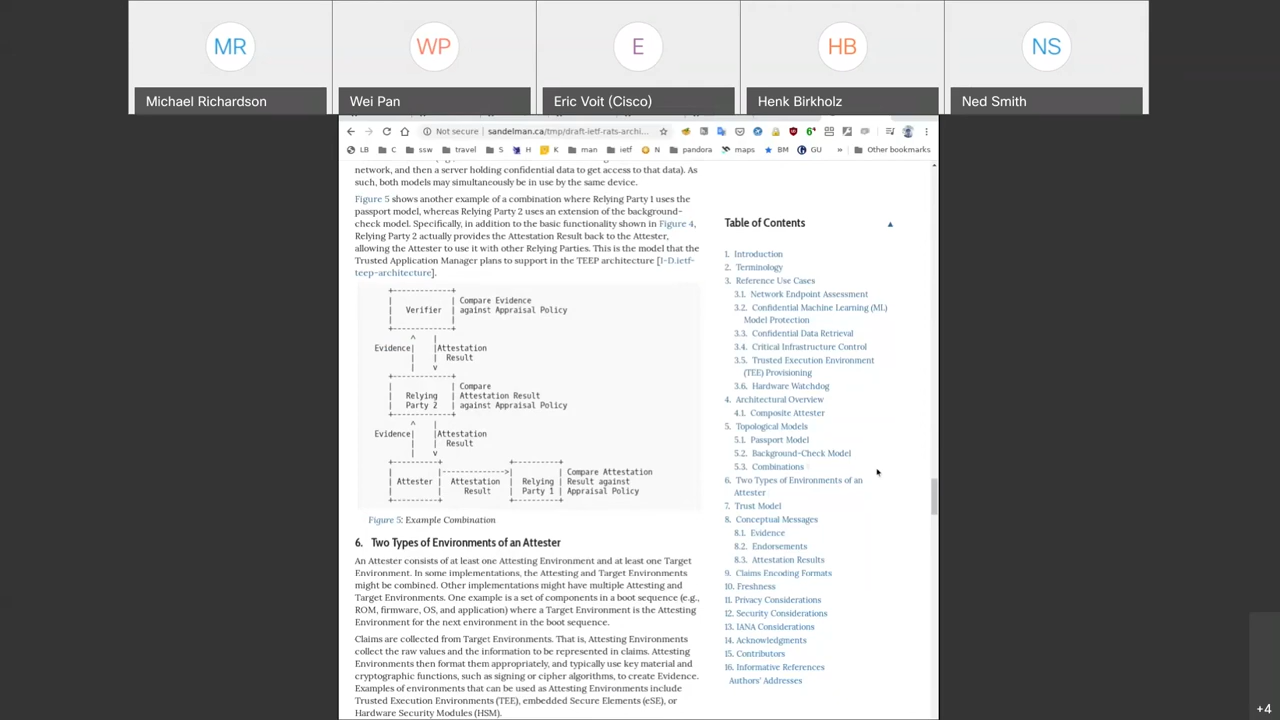 MR
WP
E
HB
NS
Michael Richardson
Wei Pan
Eric Voit (Cisco)
Henk Birkholz
Ned Smith
Not secure | sandelman.ca/tmp/draft-ietf-rats-archi...
LB C ssw travel S H K man ietf N pandora maps BM GU » Other bookmarks
network, and then a server holding confidential data to get access to that data). As
such, both models may simultaneously be in use by the same device.
Figure 5 shows another example of a combination where Relying Party 1 uses the
passport model, whereas Relying Party 2 uses an extension of the background-
check model. Specifically, in addition to the basic functionality shown in Figure 4,
Relying Party 2 actually provides the Attestation Result back to the Attester,
allowing the Attester to use it with other Relying Parties. This is the model that the
Trusted Application Manager plans to support in the TEEP architecture [I-D.ietf-
teep-architecture].
+-----------+
| | Compare Evidence
| Verifier | against Appraisal Policy
| |
+-----------+
^ |
Evidence| |Attestation
| | Result
| v
+-----------+
| | Compare
| Relying | Attestation Result
| Party 2 | against Appraisal Policy
+-----------+
^ |
Evidence| |Attestation
| | Result
| v
+----------+ +----------+
| |------------->| | Compare Attestation
| Attester | Attestation | Relying | Result against
| | Result | Party 1 | Appraisal Policy
+----------+ +----------+
Figure 5: Example Combination
6. Two Types of Environments of an Attester
An Attester consists of at least one Attesting Environment and at least one Target
Environment. In some implementations, the Attesting and Target Environments
might be combined. Other implementations might have multiple Attesting and
Target Environments. One example is a set of components in a boot sequence (e.g.,
ROM, firmware, OS, and application) where a Target Environment is the Attesting
Environment for the next environment in the boot sequence.
Claims are collected from Target Environments. That is, Attesting Environments
collect the raw values and the information to be represented in claims. Attesting
Environments then format them appropriately, and typically use key material and
cryptographic functions, such as signing or cipher algorithms, to create Evidence.
Examples of environments that can be used as Attesting Environments include
Trusted Execution Environments (TEE), embedded Secure Elements (eSE), or
Hardware Security Modules (HSM).
Table of Contents ▲
1. Introduction
2. Terminology
3. Reference Use Cases
3.1. Network Endpoint Assessment
3.2. Confidential Machine Learning (ML)
Model Protection
3.3. Confidential Data Retrieval
3.4. Critical Infrastructure Control
3.5. Trusted Execution Environment
(TEE) Provisioning
3.6. Hardware Watchdog
4. Architectural Overview
4.1. Composite Attester
5. Topological Models
5.1. Passport Model
5.2. Background-Check Model
5.3. Combinations
6. Two Types of Environments of an
Attester
7. Trust Model
8. Conceptual Messages
8.1. Evidence
8.2. Endorsements
8.3. Attestation Results
9. Claims Encoding Formats
10. Freshness
11. Privacy Considerations
12. Security Considerations
13. IANA Considerations
14. Acknowledgments
15. Contributors
16. Informative References
Authors' Addresses
+4